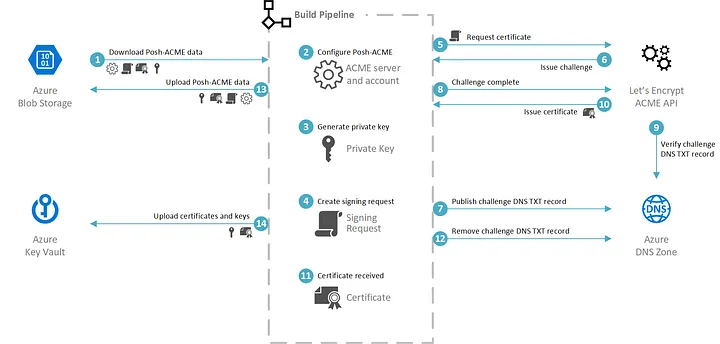 Build Pipeline
1 Download Posh-ACME data
Upload Posh-ACME data 13
10
01
Azure
Blob Storage
2 Configure Posh-ACME
ACME server
and account
3 Generate private key
Private Key
4 Create signing request
Signing
Request
11 Certificate received
Certificate
5 Request certificate
Issue challenge 6
8 Challenge complete
Issue certificate 10
Let's Encrypt
ACME API
9
Verify challenge
DNS TXT record
Upload certificates and keys 14
Azure
Key Vault
7 Publish challenge DNS TXT record
12 Remove challenge DNS TXT record
DNS
Azure
DNS Zone